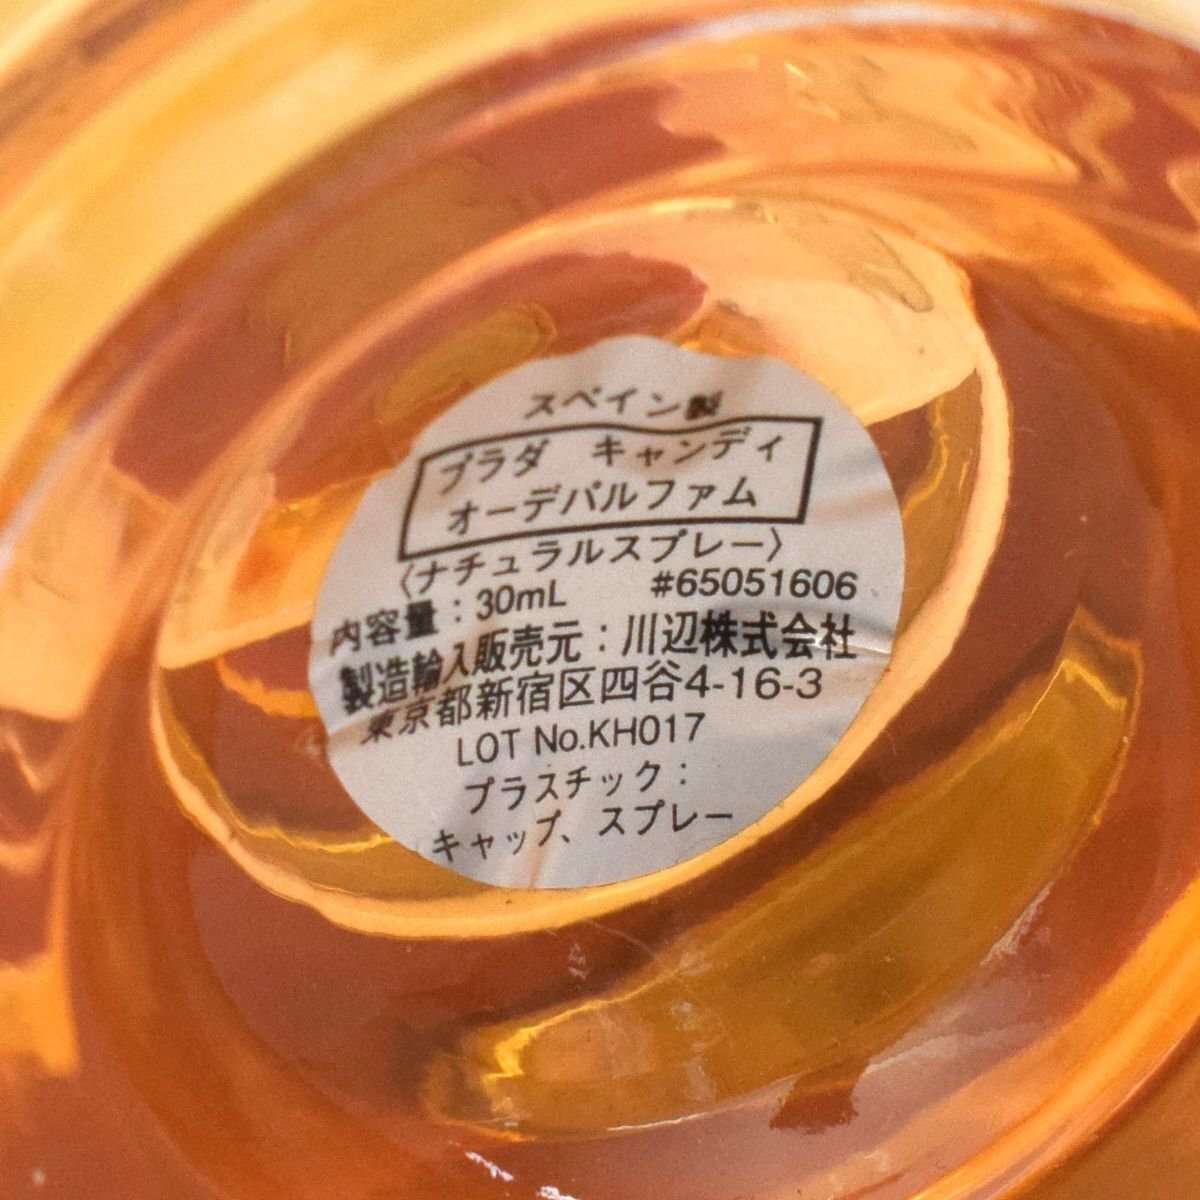 スペイン製
プラダ キャンディ
オーデパルファム
〈ナチュラルスプレー〉
内容量：30mL #65051606
製造輸入販売元：川辺株式会社
東京都新宿区四谷4-16-3
LOT No.KH017
プラスチック：
キャップ、スプレー